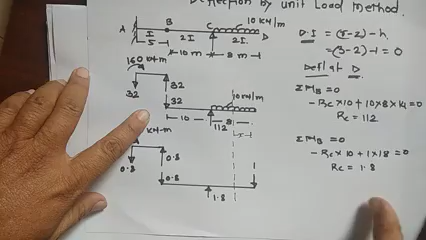 Deflection by unit Load Method.
10 kN/m
A B C D
I 2I 2I
5 10 m 8 m
160 kN-m
32 32
32 10 kN/m
10 8
112 x
kN-m
0.8 0.8
0.8 1
1.8
D.I = (5-2) - h
= (3-2) -1 = 0
Defl at D.
ΣMB = 0
- Rc×10 + 10×8×14 = 0
Rc = 112
ΣMB = 0
- Rc × 10 + 1×18 = 0
Rc = 1.8